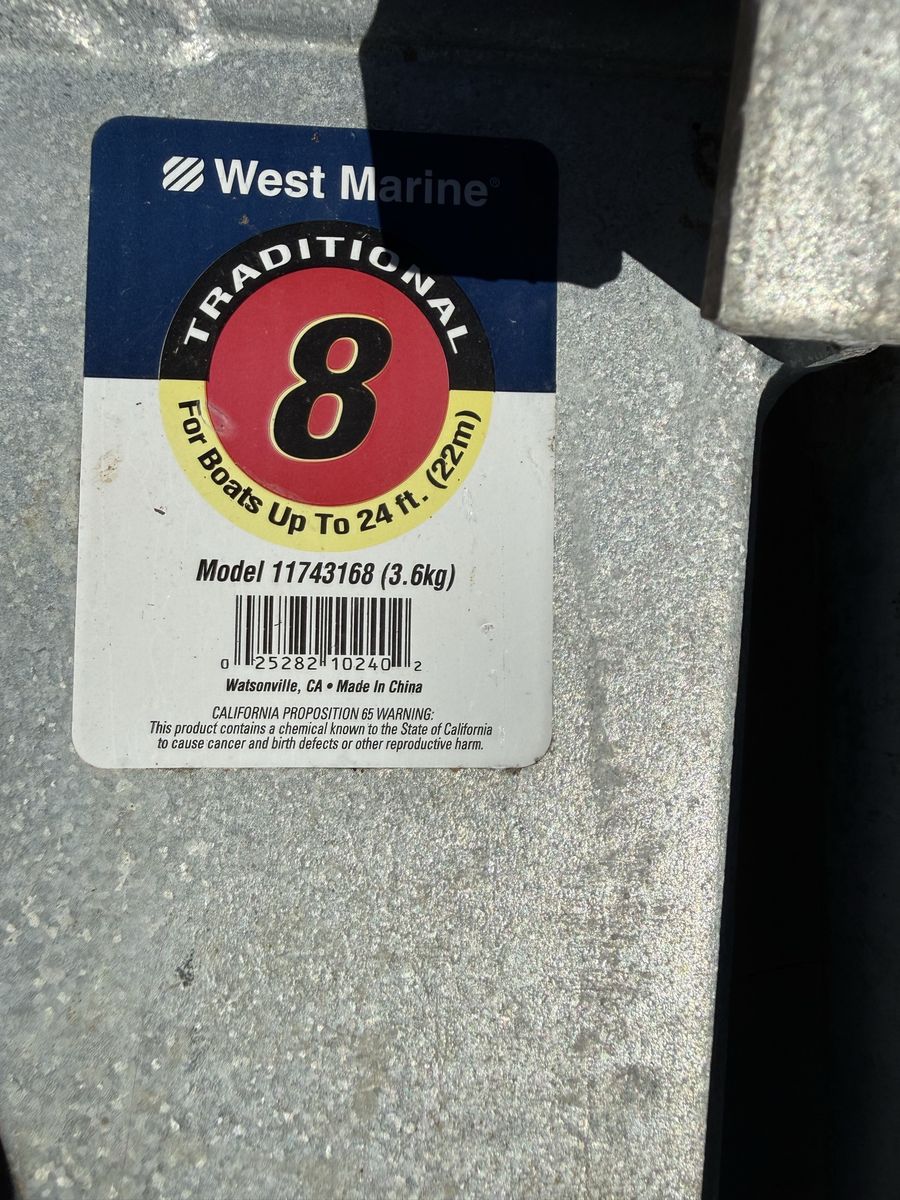 West Marine®
TRADITIONAL
8
For Boats Up To 24 ft. (22m)
Model 11743168 (3.6kg)
0 25282 10240 2
Watsonville, CA • Made In China
CALIFORNIA PROPOSITION 65 WARNING:
This product contains a chemical known to the State of California
to cause cancer and birth defects or other reproductive harm.